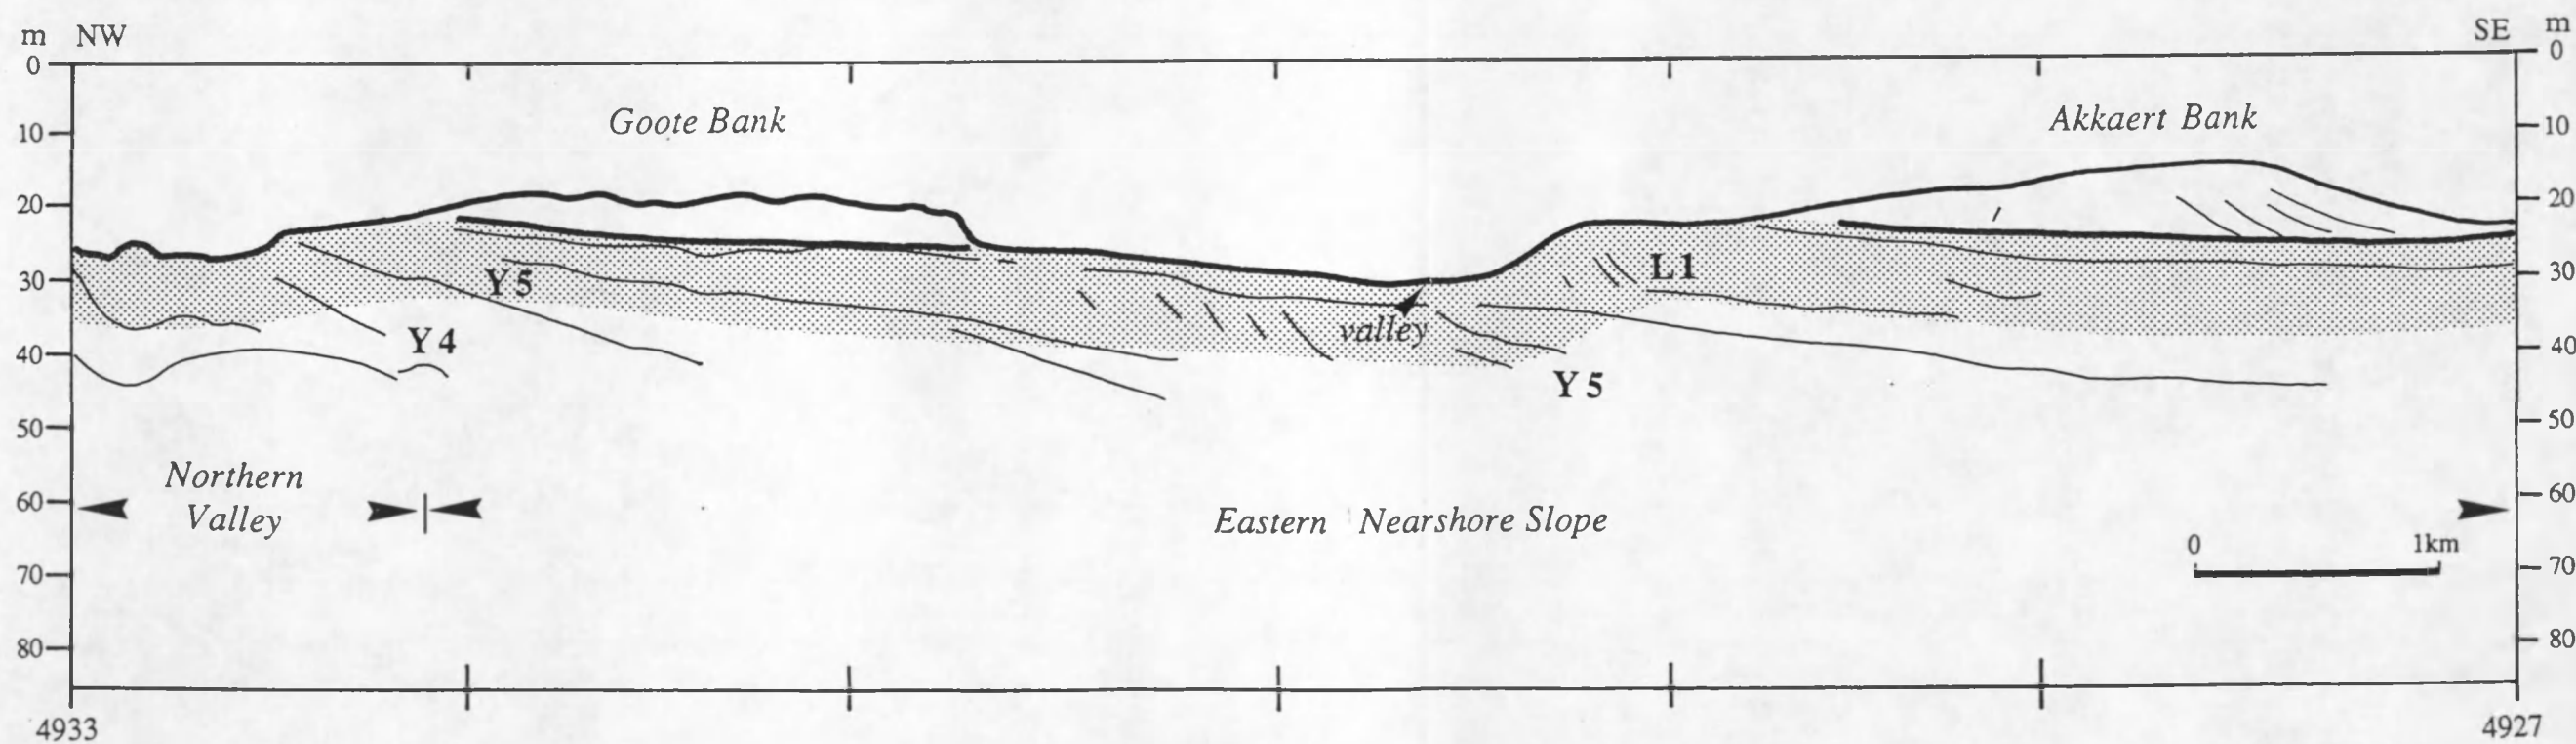 m NW
SE m
0
0
Goote Bank
Akkaert Bank
10
10
20
20
30
30
Y5
L1
valley
Y4
40
40
Y5
50
50
Northern
Valley
60
60
Eastern Nearshore Slope
0 1km
70
70
80
80
4933
4927